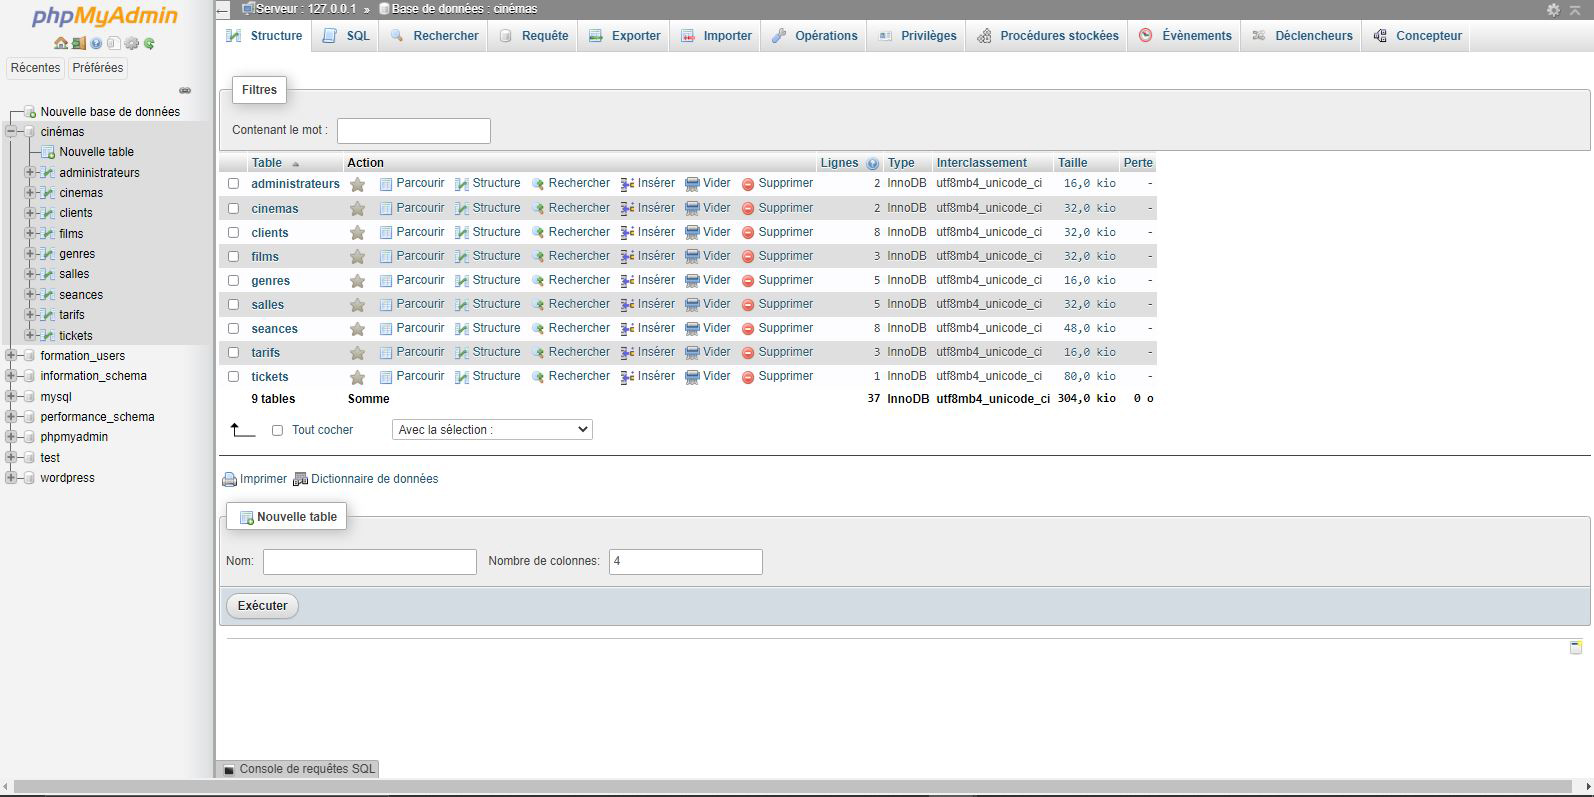 phpMyAdmin
Récentes Préférées
Nouvelle base de données
cinémas
Nouvelle table
administrateurs
cinemas
clients
films
genres
salles
seances
tarifs
tickets
formation_users
information_schema
mysql
performance_schema
phpmyadmin
test
wordpress
Serveur : 127.0.0.1 » Base de données : cinémas
Structure SQL Rechercher Requête Exporter Importer Opérations Privilèges Procédures stockées Évènements Déclencheurs Concepteur
Filtres
Contenant le mot :
Table Action Lignes Type Interclassement Taille Perte
administrateurs Parcourir Structure Rechercher Insérer Vider Supprimer 2 InnoDB utf8mb4_unicode_ci 16,0 kio -
cinemas Parcourir Structure Rechercher Insérer Vider Supprimer 2 InnoDB utf8mb4_unicode_ci 32,0 kio -
clients Parcourir Structure Rechercher Insérer Vider Supprimer 8 InnoDB utf8mb4_unicode_ci 32,0 kio -
films Parcourir Structure Rechercher Insérer Vider Supprimer 3 InnoDB utf8mb4_unicode_ci 32,0 kio -
genres Parcourir Structure Rechercher Insérer Vider Supprimer 5 InnoDB utf8mb4_unicode_ci 16,0 kio -
salles Parcourir Structure Rechercher Insérer Vider Supprimer 5 InnoDB utf8mb4_unicode_ci 32,0 kio -
seances Parcourir Structure Rechercher Insérer Vider Supprimer 8 InnoDB utf8mb4_unicode_ci 48,0 kio -
tarifs Parcourir Structure Rechercher Insérer Vider Supprimer 3 InnoDB utf8mb4_unicode_ci 16,0 kio -
tickets Parcourir Structure Rechercher Insérer Vider Supprimer 1 InnoDB utf8mb4_unicode_ci 80,0 kio -
9 tables Somme 37 InnoDB utf8mb4_unicode_ci 304,0 kio 0 o
Tout cocher Avec la sélection :
Imprimer Dictionnaire de données
Nouvelle table
Nom: Nombre de colonnes: 4
Exécuter
Console de requêtes SQL